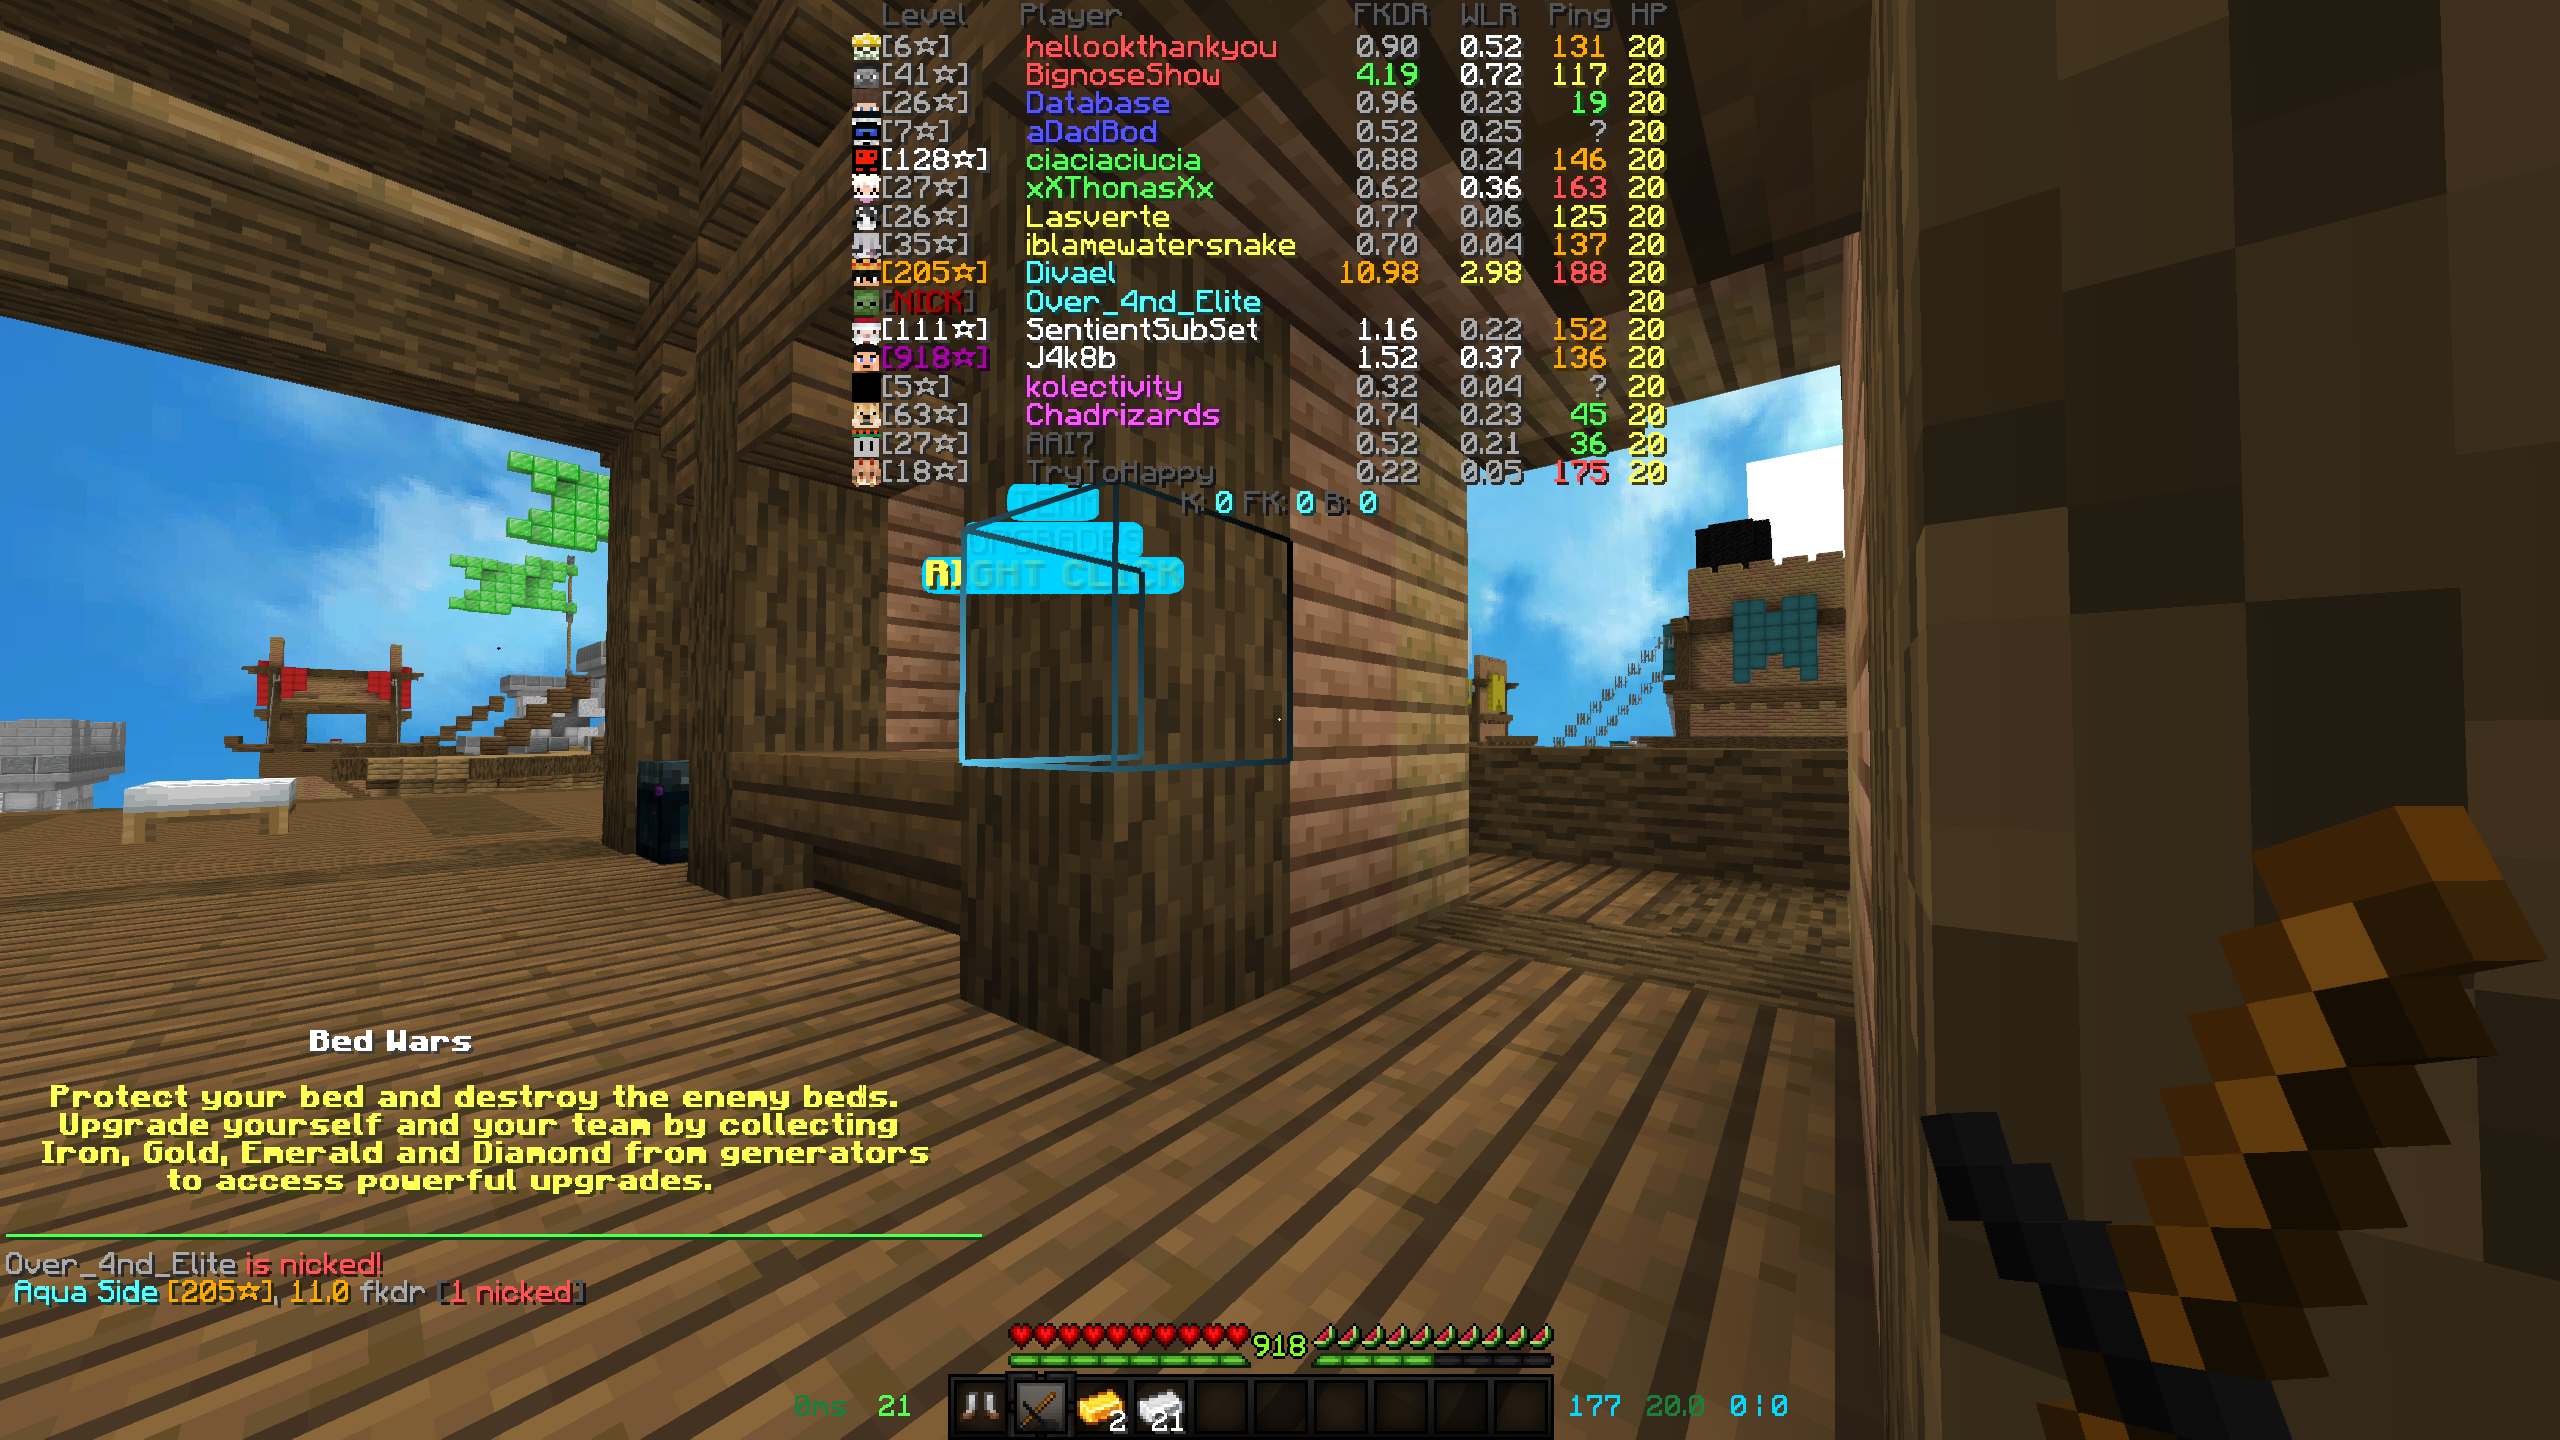 Level Player FKDR WLR Ping HP
[6☆] hellookthankyou 0.90 0.52 131 20
[41☆] BignoseShow 4.19 0.72 117 20
[26☆] Database 0.96 0.23 19 20
[7☆] aDadBod 0.52 0.25 ? 20
[128☆] ciaciaciucia 0.88 0.24 146 20
[27☆] xXThonasXx 0.62 0.36 163 20
[26☆] Lasverte 0.77 0.06 125 20
[35☆] iblamewatersnake 0.70 0.04 137 20
[205☆] Divael 10.98 2.98 188 20
[NICK] Over_4nd_Elite 20
[111☆] SentientSubSet 1.16 0.22 152 20
[918☆] J4k8b 1.52 0.37 136 20
[5☆] kolectivity 0.32 0.04 ? 20
[63☆] Chadrizards 0.74 0.23 45 20
[27☆] AAI7 0.52 0.21 36 20
[18☆] TryToHappy 0.22 0.05 175 20
K: 0 FK: 0 B: 0
TEAM
UPGRADES
RIGHT CLICK
Bed Wars
Protect your bed and destroy the enemy beds.
Upgrade yourself and your team by collecting
Iron, Gold, Emerald and Diamond from generators
to access powerful upgrades.
Over_4nd_Elite is nicked!
Aqua Side [205☆], 11.0 fkdr [1 nicked]
918
0ms 21 2 21 177 20.0 0|0